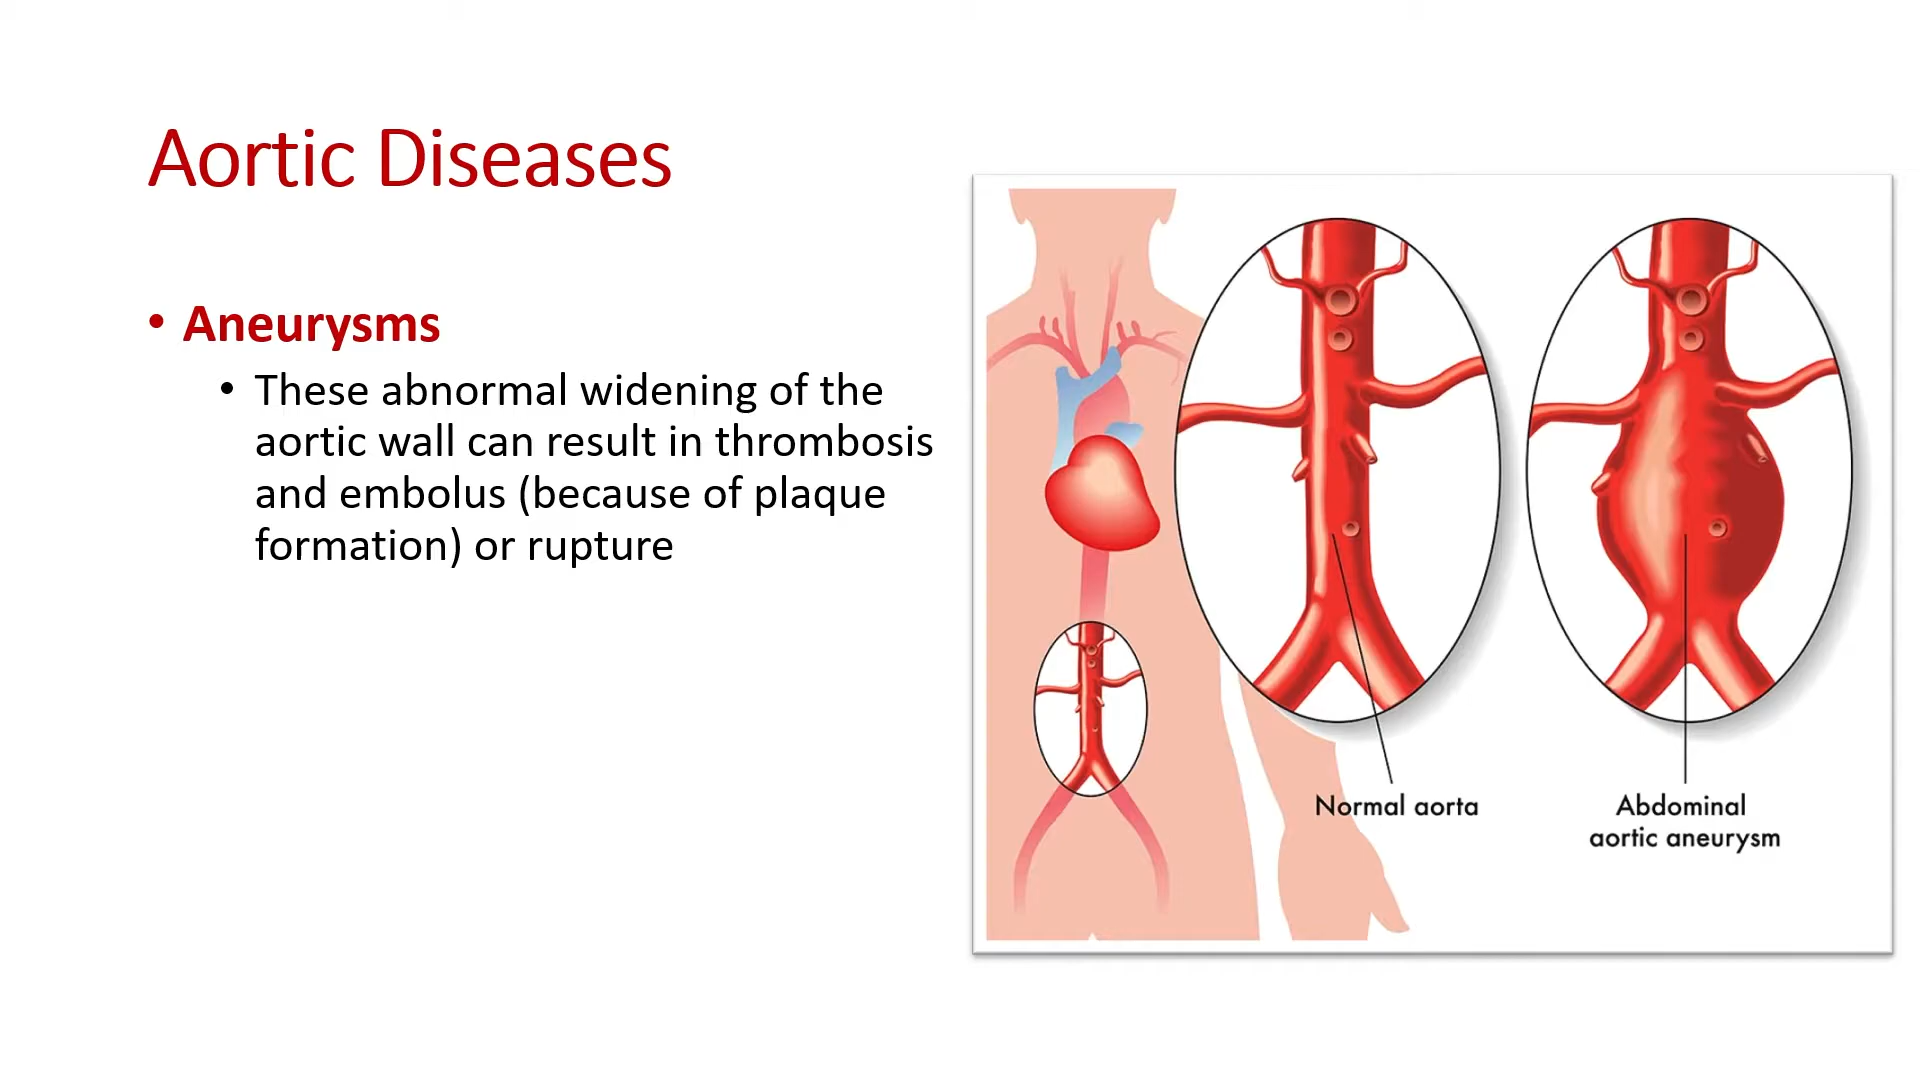 Aortic Diseases
• Aneurysms
• These abnormal widening of the
aortic wall can result in thrombosis
and embolus (because of plaque
formation) or rupture
Normal aorta
Abdominal
aortic aneurysm